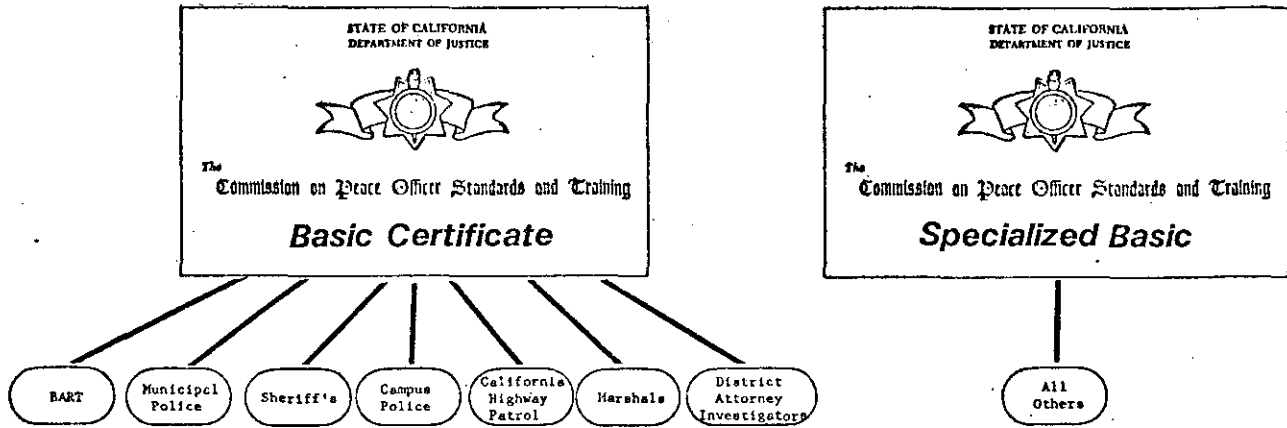 STATE OF CALIFORNIA
DEPARTMENT OF JUSTICE
The
Commission on Peace Officer Standards and Training
Basic Certificate
STATE OF CALIFORNIA
DEPARTMENT OF JUSTICE
The
Commission on Peace Officer Standards and Training
Specialized Basic
BART
Municipal
Police
Sheriff's
Campus
Police
California
Highway
Patrol
Marshals
District
Attorney
Investigators
All
Others